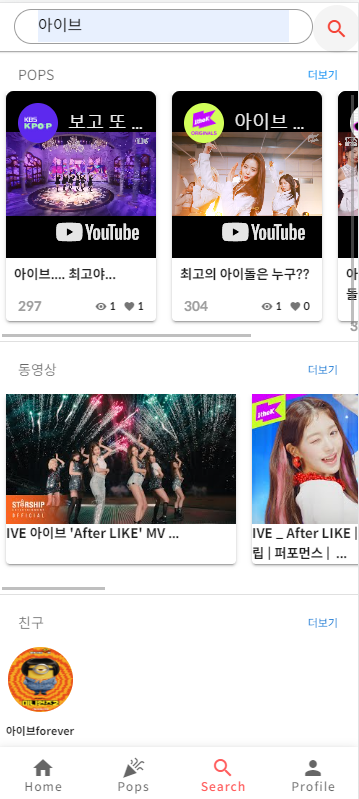 아이브
POPS
더보기
KBS
KPOP
보고 또 ...
1theK
ORIGINALS
아이브 ...
YouTube
YouTube
아이브.... 최고야...
최고의 아이돌은 누구??
297
1
1
304
1
0
동영상
더보기
STARSHIP
ENTERTAINMENT
1theK
IVE 아이브 'After LIKE' MV ...
IVE _ After LIKE |
립 | 퍼포먼스 | ...
친구
더보기
아이브forever
Home
Pops
Search
Profile